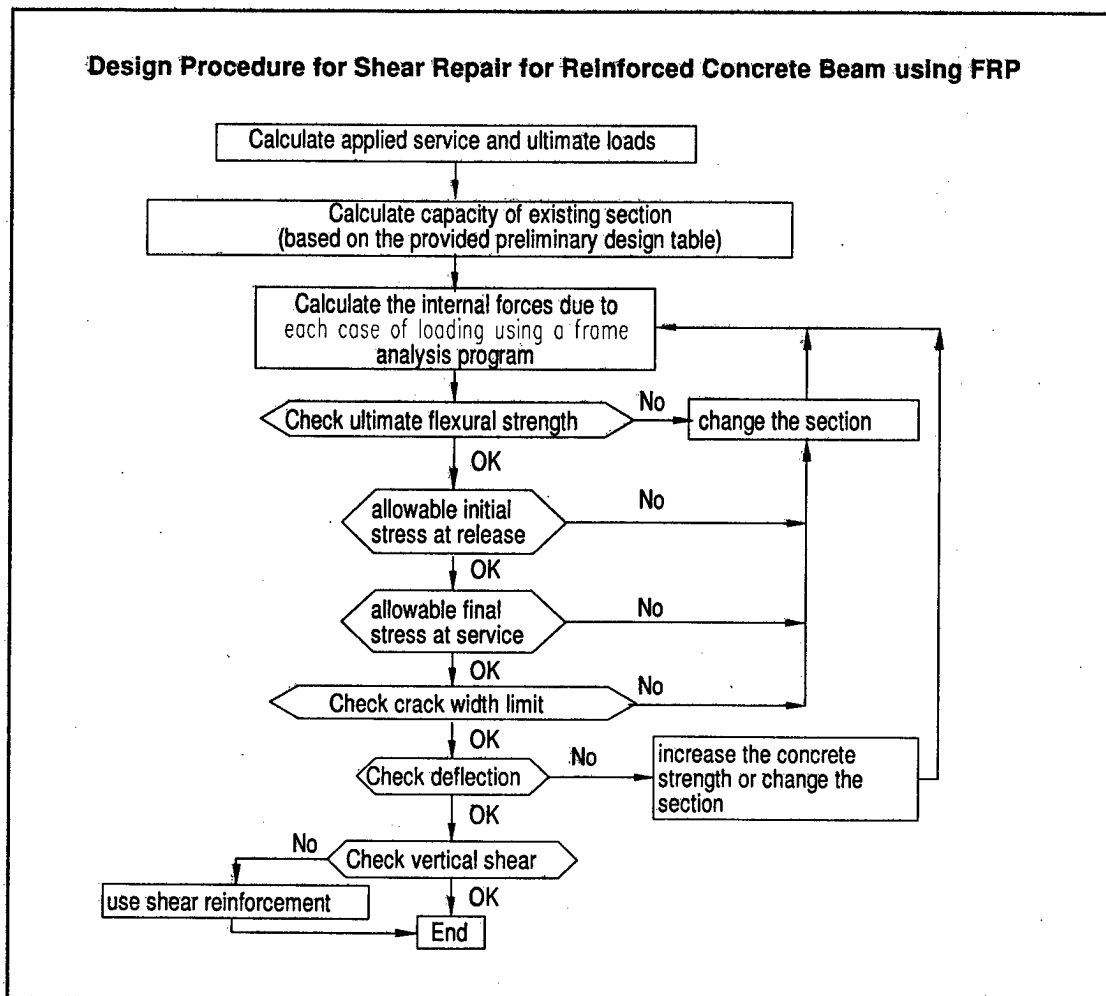 Design Procedure for Shear Repair for Reinforced Concrete Beam using FRP
Calculate applied service and ultimate loads
Calculate capacity of existing section
(based on the provided preliminary design table)
Calculate the internal forces due to
each case of loading using a frame
analysis program
Check ultimate flexural strength
No
change the section
OK
allowable initial
stress at release
No
OK
allowable final
stress at service
No
OK
Check crack width limit
No
OK
Check deflection
No
increase the concrete
strength or change the
section
OK
No
Check vertical shear
use shear reinforcement
OK
End